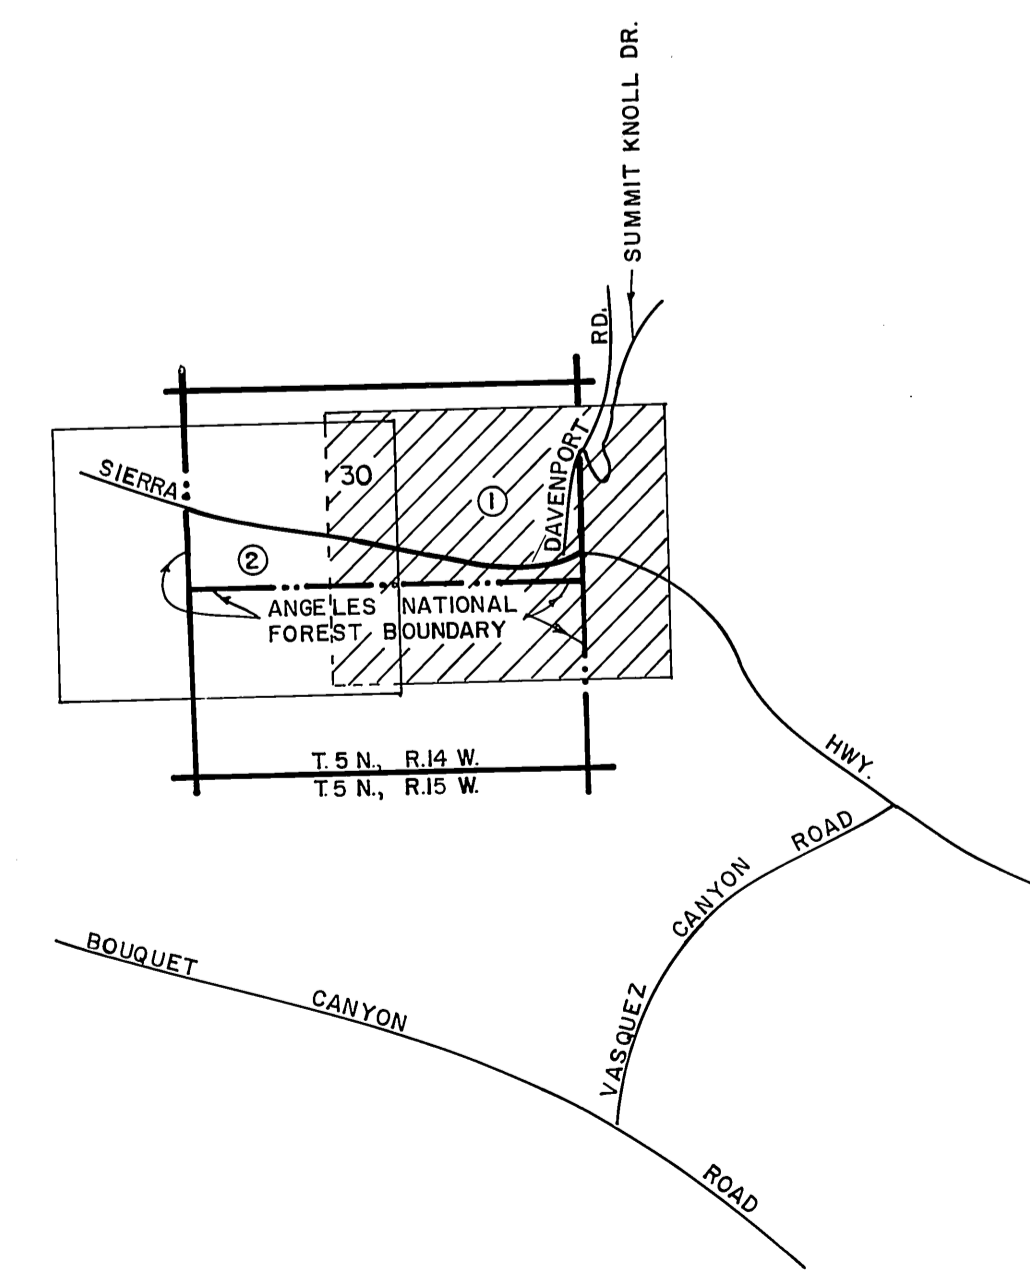 SUMMIT KNOLL DR.
RD.
DAVENPORT
SIERRA
30
1
2
ANGELES NATIONAL
FOREST BOUNDARY
T. 5 N., R.14 W.
T. 5 N., R.15 W.
HWY.
VASQUEZ CANYON ROAD
BOUQUET CANYON ROAD